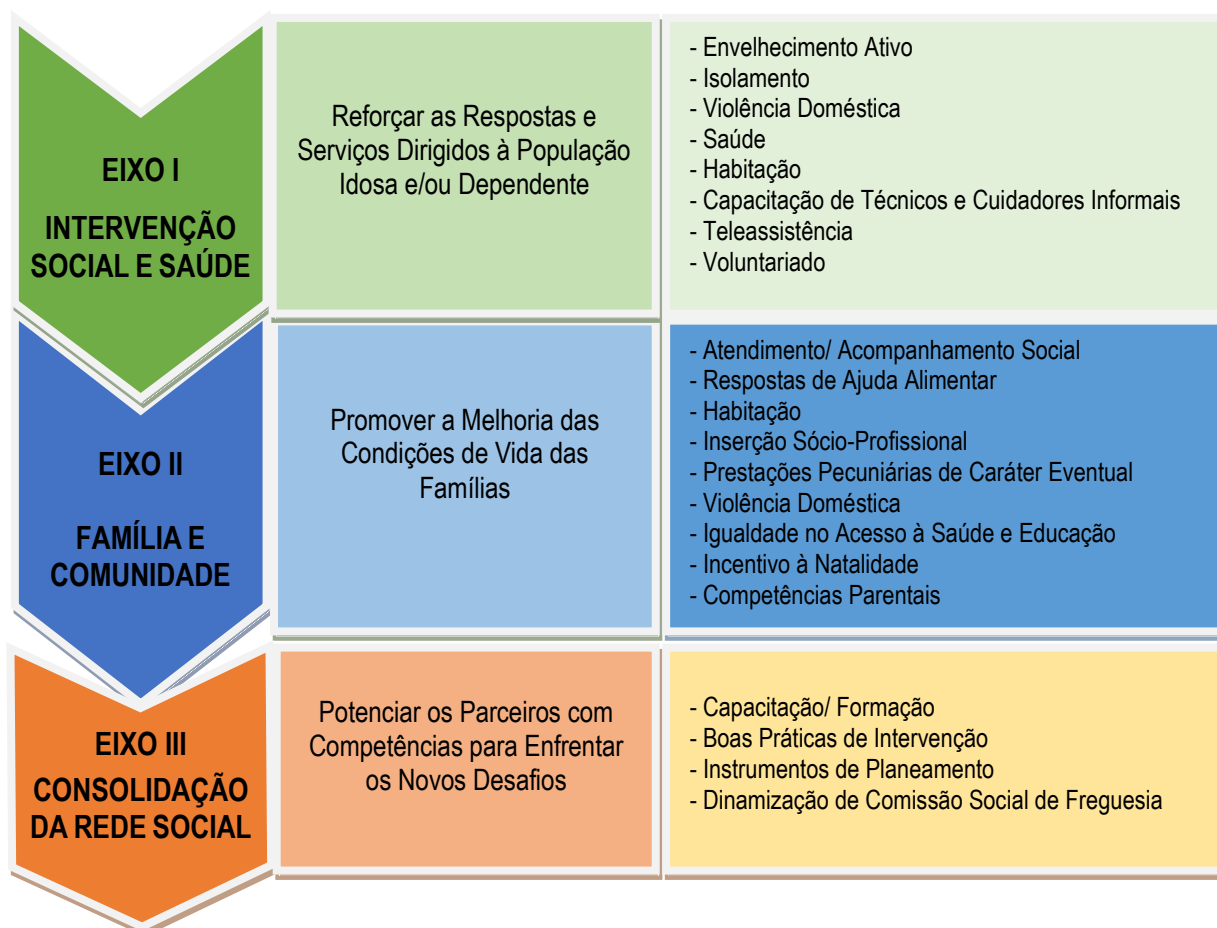 EIXO I
INTERVENÇÃO
SOCIAL E SAÚDE
Reforçar as Respostas e
Serviços Dirigidos à População
Idosa e/ou Dependente
- Envelhecimento Ativo
- Isolamento
- Violência Doméstica
- Saúde
- Habitação
- Capacitação de Técnicos e Cuidadores Informais
- Teleassistência
- Voluntariado
EIXO II
FAMÍLIA E
COMUNIDADE
Promover a Melhoria das
Condições de Vida das
Famílias
- Atendimento/ Acompanhamento Social
- Respostas de Ajuda Alimentar
- Habitação
- Inserção Sócio-Profissional
- Prestações Pecuniárias de Caráter Eventual
- Violência Doméstica
- Igualdade no Acesso à Saúde e Educação
- Incentivo à Natalidade
- Competências Parentais
EIXO III
CONSOLIDAÇÃO
DA REDE SOCIAL
Potenciar os Parceiros com
Competências para Enfrentar
os Novos Desafios
- Capacitação/ Formação
- Boas Práticas de Intervenção
- Instrumentos de Planeamento
- Dinamização de Comissão Social de Freguesia